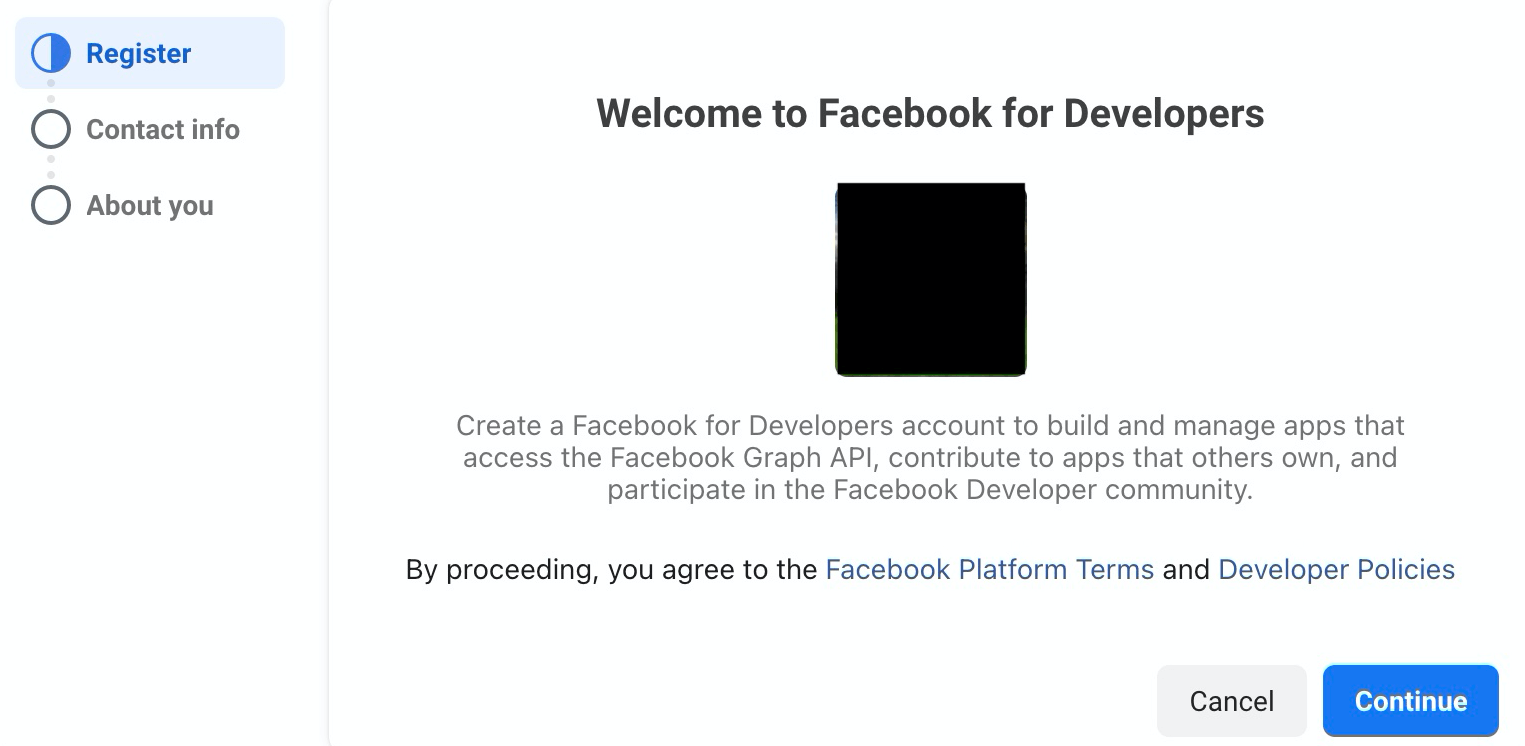 Register
Contact info
About you
Welcome to Facebook for Developers
Create a Facebook for Developers account to build and manage apps that
access the Facebook Graph API, contribute to apps that others own, and
participate in the Facebook Developer community.
By proceeding, you agree to the Facebook Platform Terms and Developer Policies
Cancel
Continue